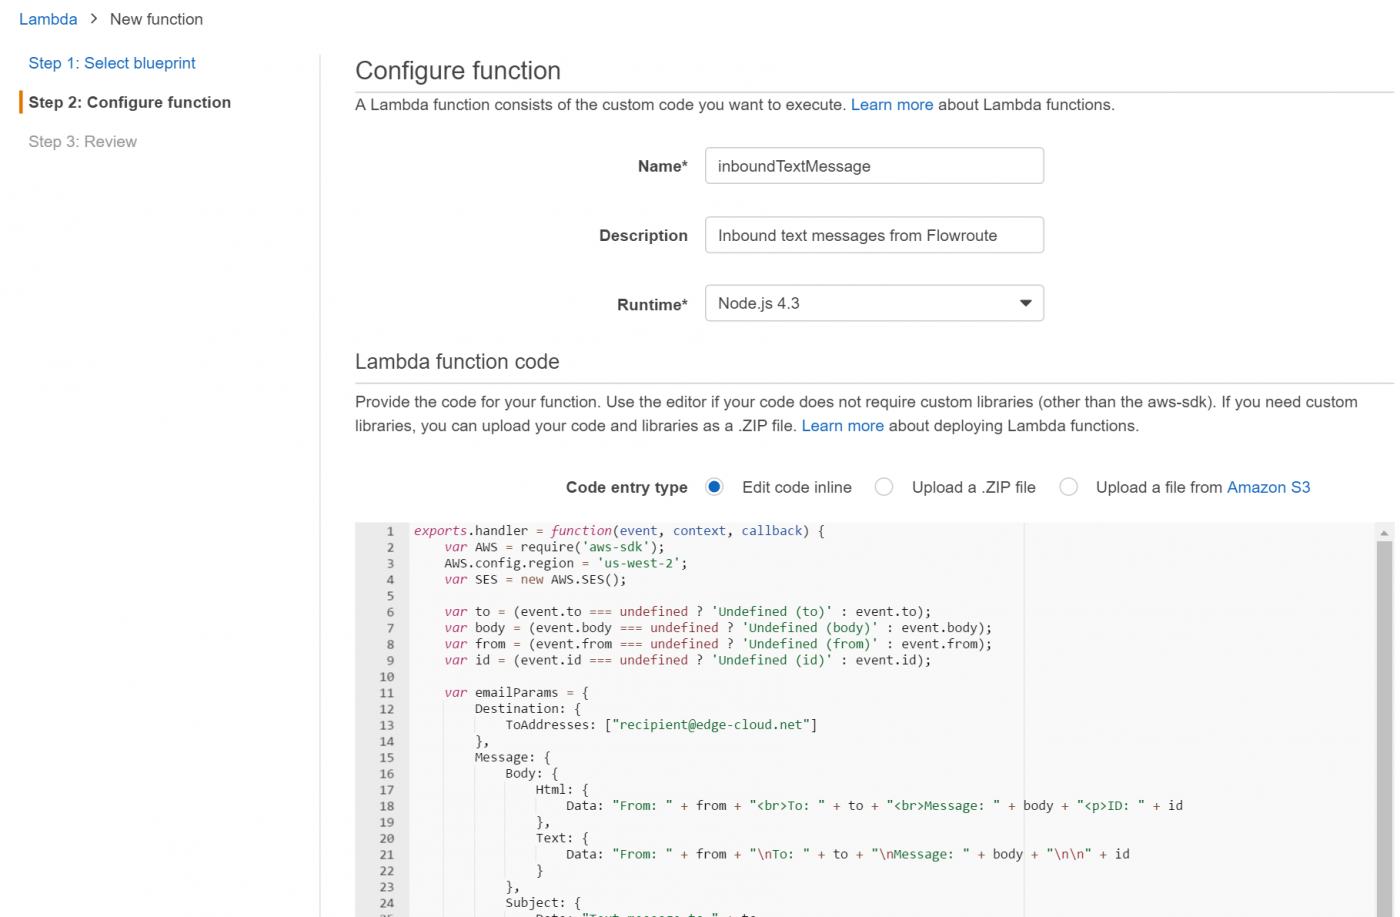 Lambda > New function
Step 1: Select blueprint
Step 2: Configure function
Step 3: Review
Configure function
A Lambda function consists of the custom code you want to execute. Learn more about Lambda functions.
Name* inboundTextMessage
Description Inbound text messages from Flowroute
Runtime* Node.js 4.3
Lambda function code
Provide the code for your function. Use the editor if your code does not require custom libraries (other than the aws-sdk). If you need custom
libraries, you can upload your code and libraries as a .ZIP file. Learn more about deploying Lambda functions.
Code entry type Edit code inline Upload a .ZIP file Upload a file from Amazon S3
1 exports.handler = function(event, context, callback) {
2 var AWS = require('aws-sdk');
3 AWS.config.region = 'us-west-2';
4 var SES = new AWS.SES();
5
6 var to = (event.to === undefined ? 'Undefined (to)' : event.to);
7 var body = (event.body === undefined ? 'Undefined (body)' : event.body);
8 var from = (event.from === undefined ? 'Undefined (from)' : event.from);
9 var id = (event.id === undefined ? 'Undefined (id)' : event.id);
10
11 var emailParams = {
12 Destination: {
13 ToAddresses: ["recipient@edge-cloud.net"]
14 },
15 Message: {
16 Body: {
17 Html: {
18 Data: "From: " + from + "<br>To: " + to + "<br>Message: " + body + "<p>ID: " + id
19 },
20 Text: {
21 Data: "From: " + from + "\nTo: " + to + "\nMessage: " + body + "\n\n" + id
22 }
23 },
24 Subject: {